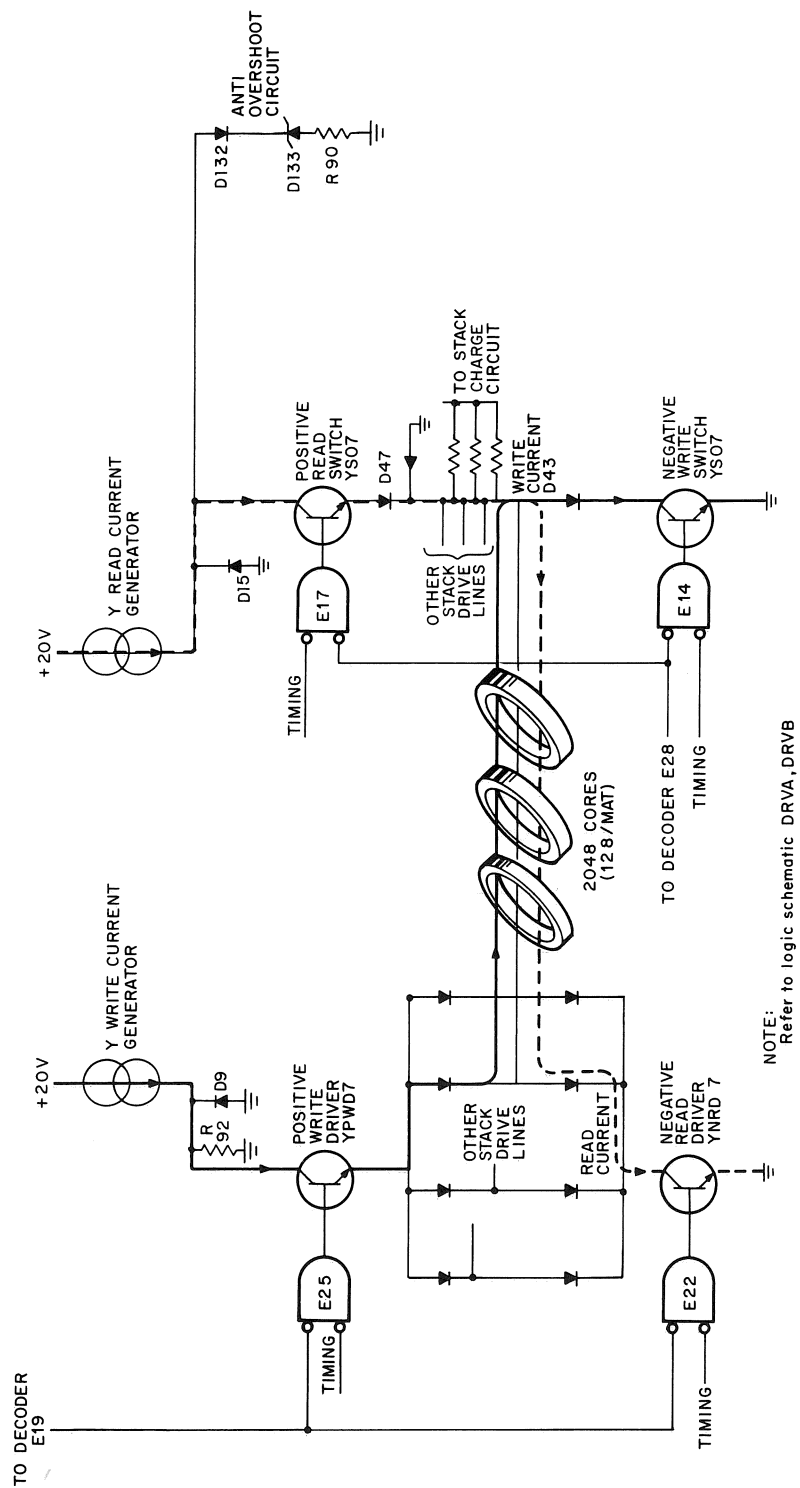 TO DECODER
E19
+20V
Y WRITE CURRENT
GENERATOR
R
92
D9
E25
TIMING
POSITIVE
WRITE
DRIVER
YPWD7
OTHER
STACK
DRIVE
LINES
READ
CURRENT
E22
TIMING
NEGATIVE
READ
DRIVER
YNRD 7
2048 CORES
(128/MAT)
+20V
Y READ CURRENT
GENERATOR
D15
E17
TIMING
POSITIVE
READ
SWITCH
YS07
D47
OTHER
STACK
DRIVE
LINES
TO STACK
CHARGE
CIRCUIT
WRITE
CURRENT
D43
E14
TO DECODER E28
TIMING
NEGATIVE
WRITE
SWITCH
YS07
D132
ANTI
OVERSHOOT
CIRCUIT
D133
R90
NOTE:
Refer to logic schematic DRVA,DRVB